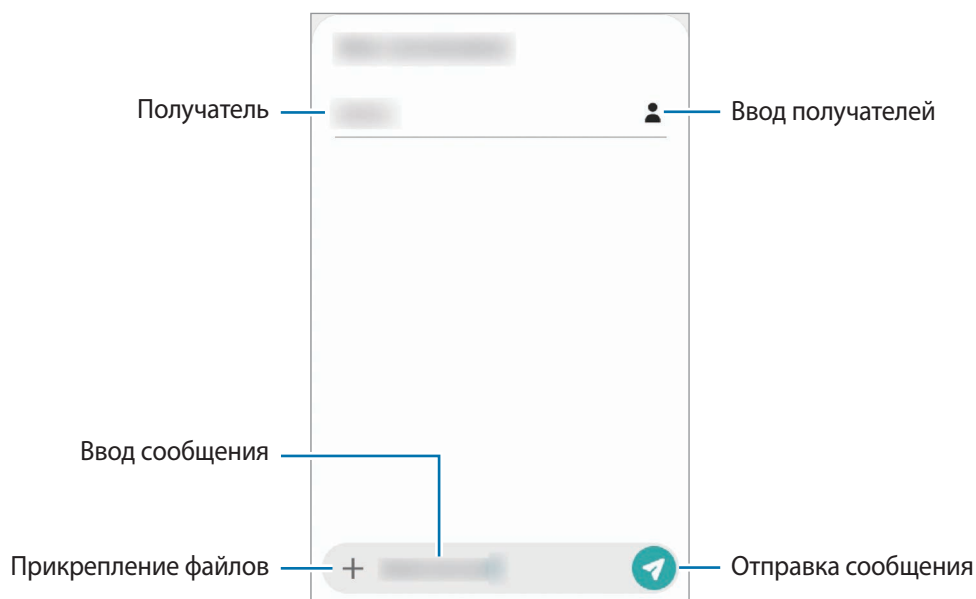 Получатель
Ввод получателей
Ввод сообщения
Прикрепление файлов
Отправка сообщения